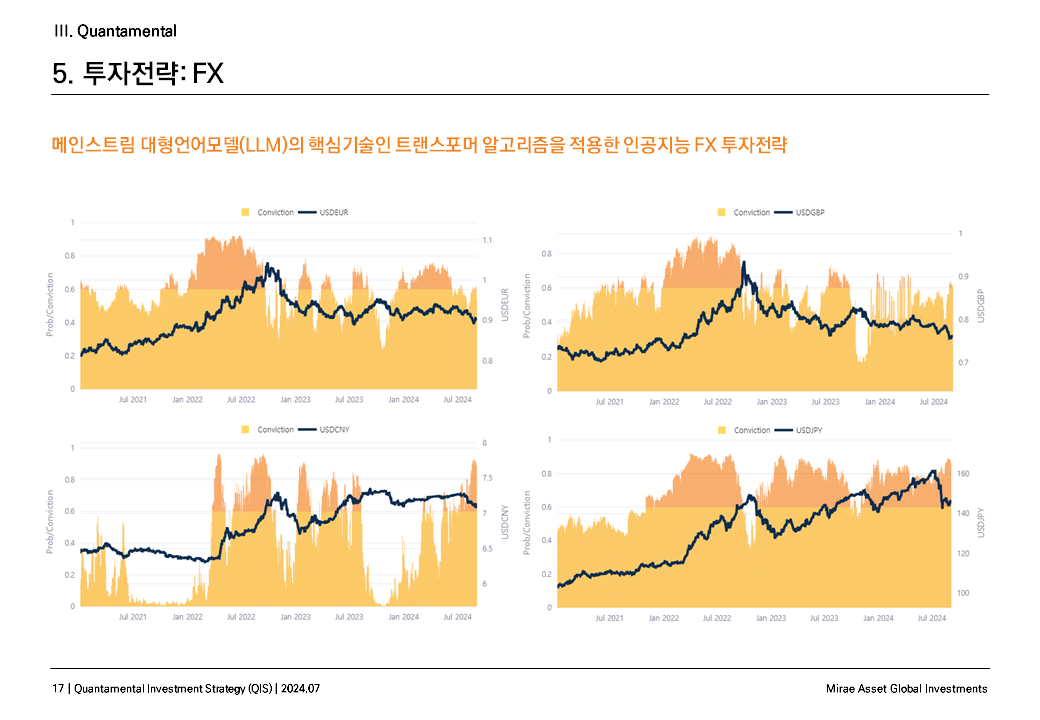 III. Quantamental
5. 투자전략: FX
메인스트림 대형언어모델(LLM)의 핵심기술인 트랜스포머 알고리즘을 적용한 인공지능 FX 투자전략
Conviction USDEUR
1
0.8
0.6
0.4
0.2
0
Prob/Conviction
1.1
1
0.9
0.8
USDEUR
Jul 2021 Jan 2022 Jul 2022 Jan 2023 Jul 2023 Jan 2024 Jul 2024
Conviction USDGBP
0.8
0.6
0.4
0.2
0
Prob/Conviction
1
0.9
0.8
0.7
USDGBP
Jul 2021 Jan 2022 Jul 2022 Jan 2023 Jul 2023 Jan 2024 Jul 2024
Conviction USDCNY
1
0.8
0.6
0.4
0.2
0
Prob/Conviction
8
7.5
7
6.5
6
USDCNY
Jul 2021 Jan 2022 Jul 2022 Jan 2023 Jul 2023 Jan 2024 Jul 2024
Conviction USDJPY
1
0.8
0.6
0.4
0.2
0
Prob/Conviction
160
140
120
100
USDJPY
Jul 2021 Jan 2022 Jul 2022 Jan 2023 Jul 2023 Jan 2024 Jul 2024
17 | Quantamental Investment Strategy (QIS) | 2024.07
Mirae Asset Global Investments